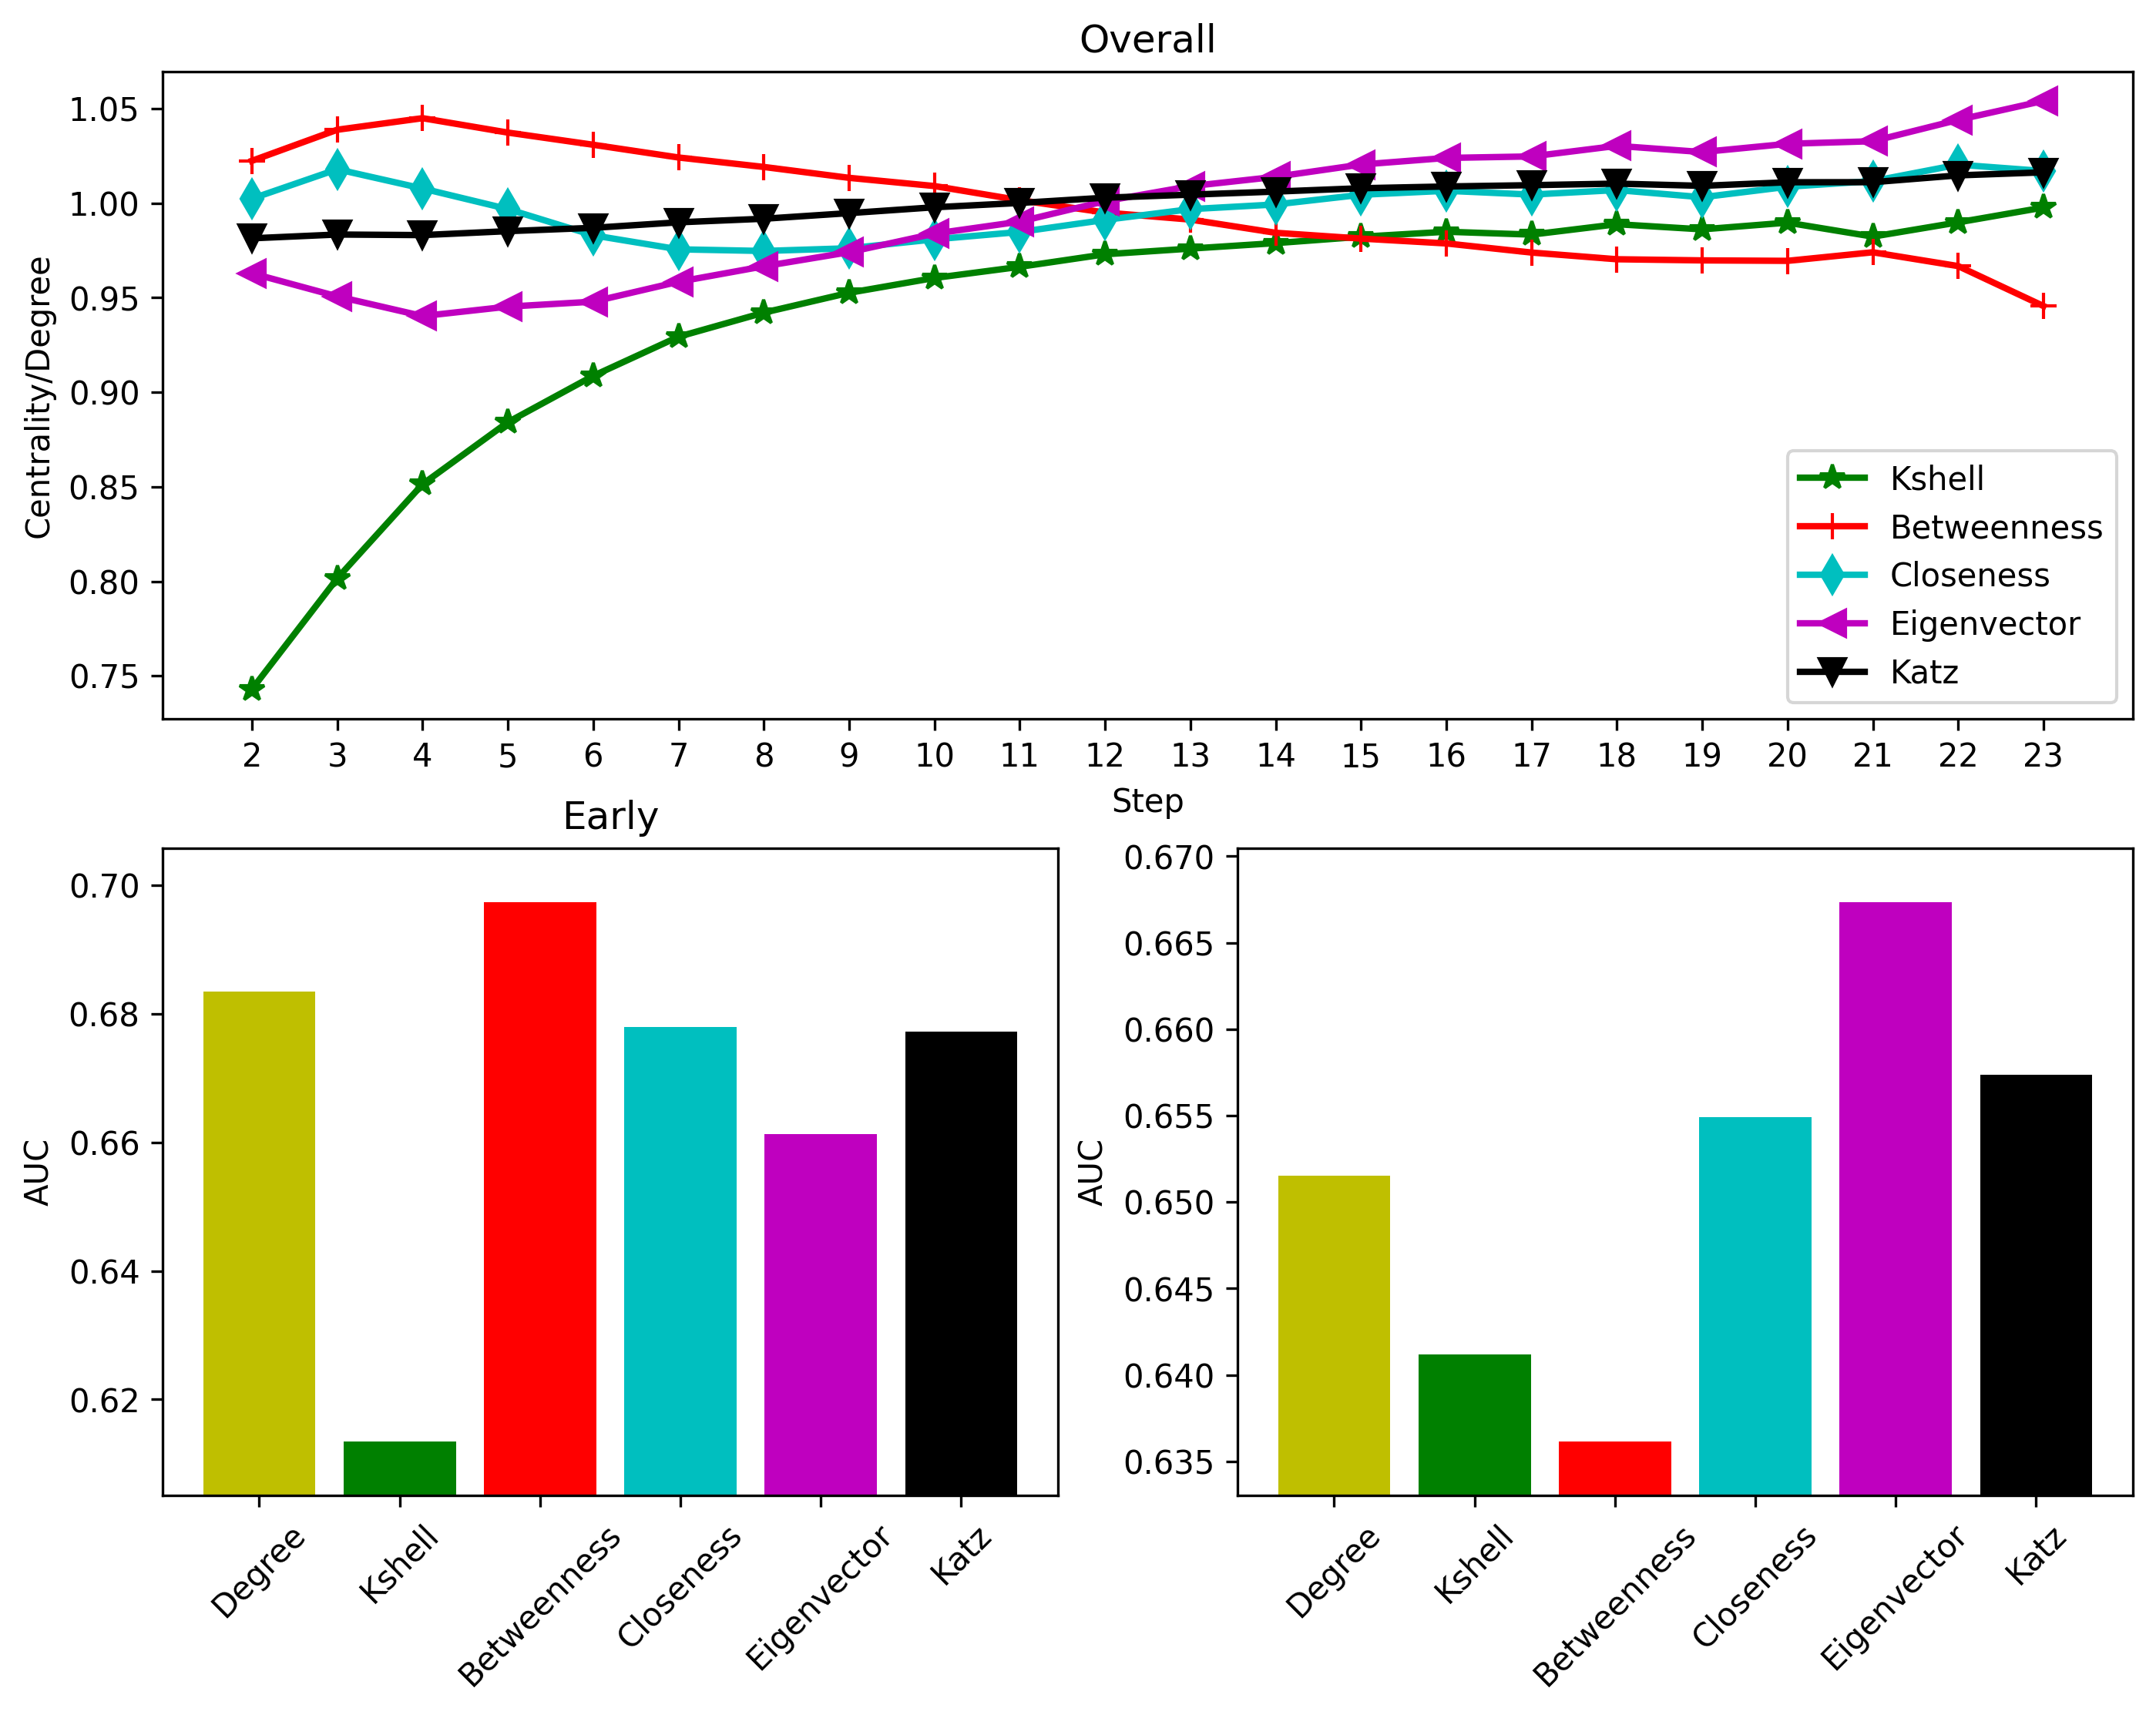 Overall
Centrality/Degree
1.05
1.00
0.95
0.90
0.85
0.80
0.75
Kshell
Betweenness
Closeness
Eigenvector
Katz
2 3 4 5 6 7 8 9 10 11 12 13 14 15 16 17 18 19 20 21 22 23
Step
Early
AUC
0.70
0.68
0.66
0.64
0.62
Degree Kshell Betweenness Closeness Eigenvector Katz
AUC
0.670
0.665
0.660
0.655
0.650
0.645
0.640
0.635
Degree Kshell Betweenness Closeness Eigenvector Katz